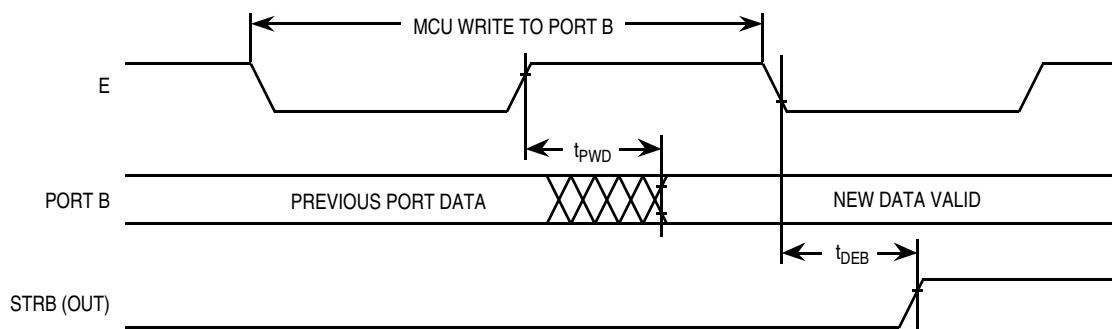 MCU WRITE TO PORT B
E
tPWD
PORT B
PREVIOUS PORT DATA
NEW DATA VALID
tDEB
STRB (OUT)